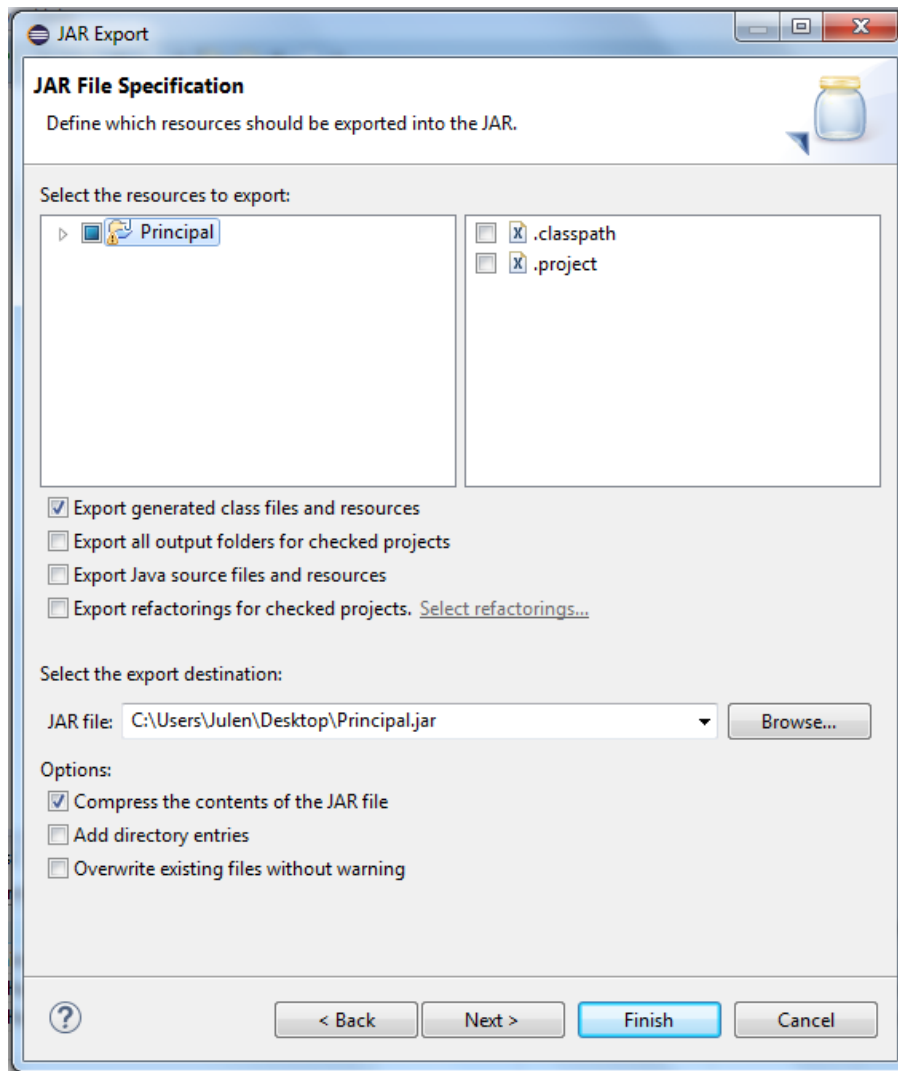 JAR Export
JAR File Specification
Define which resources should be exported into the JAR.
Select the resources to export:
Principal
.classpath
.project
Export generated class files and resources
Export all output folders for checked projects
Export Java source files and resources
Export refactorings for checked projects. Select refactorings...
Select the export destination:
JAR file: C:\Users\Julen\Desktop\Principal.jar Browse...
Options:
Compress the contents of the JAR file
Add directory entries
Overwrite existing files without warning
< Back Next > Finish Cancel